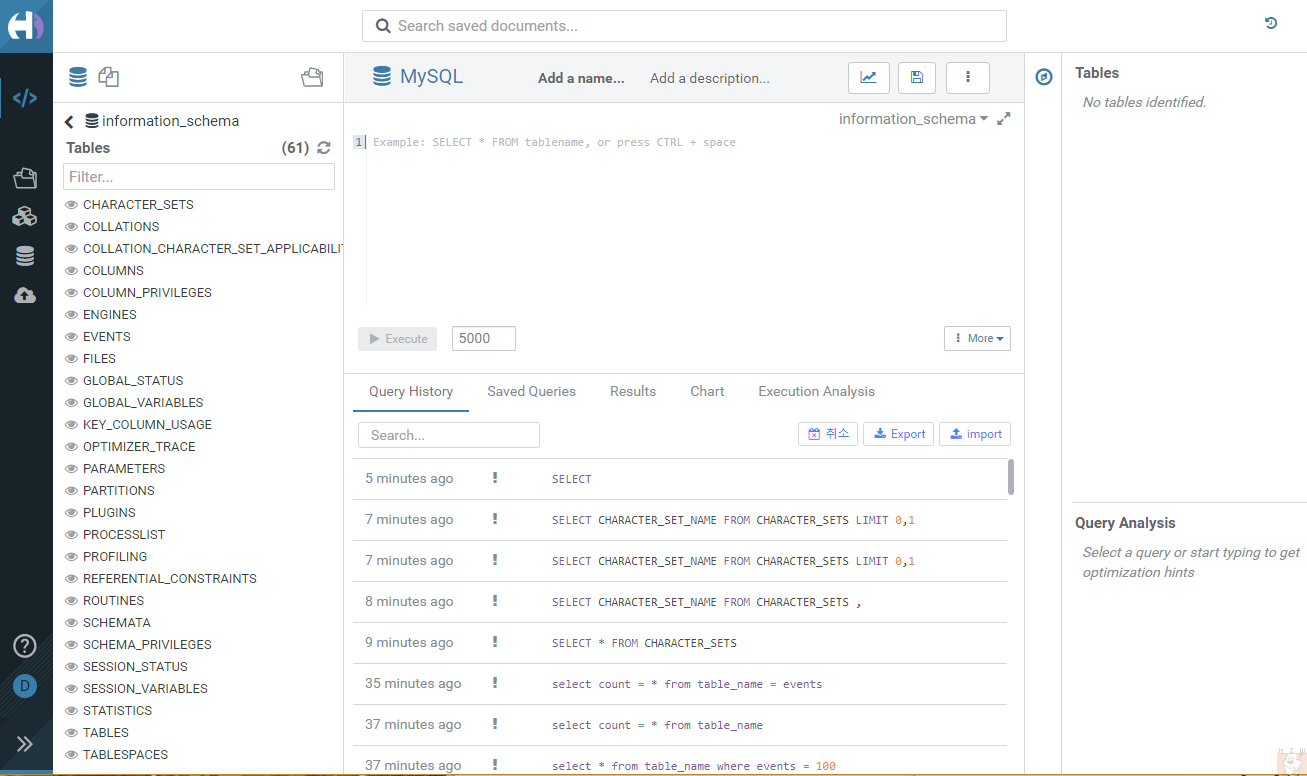 Search saved documents...
MySQL
Add a name...
Add a description...
information_schema
Tables
(61)
Filter...
CHARACTER_SETS
COLLATIONS
COLLATION_CHARACTER_SET_APPLICABILI
COLUMNS
COLUMN_PRIVILEGES
ENGINES
EVENTS
FILES
GLOBAL_STATUS
GLOBAL_VARIABLES
KEY_COLUMN_USAGE
OPTIMIZER_TRACE
PARAMETERS
PARTITIONS
PLUGINS
PROCESSLIST
PROFILING
REFERENTIAL_CONSTRAINTS
ROUTINES
SCHEMATA
SCHEMA_PRIVILEGES
SESSION_STATUS
SESSION_VARIABLES
STATISTICS
TABLES
TABLESPACES
D
information_schema
1 Example: SELECT * FROM tablename, or press CTRL + space
Execute
5000
More
Query History
Saved Queries
Results
Chart
Execution Analysis
Search...
취소
Export
import
5 minutes ago ! SELECT
7 minutes ago ! SELECT CHARACTER_SET_NAME FROM CHARACTER_SETS LIMIT 0,1
7 minutes ago ! SELECT CHARACTER_SET_NAME FROM CHARACTER_SETS LIMIT 0,1
8 minutes ago ! SELECT CHARACTER_SET_NAME FROM CHARACTER_SETS ,
9 minutes ago ! SELECT * FROM CHARACTER_SETS
35 minutes ago ! select count = * from table_name = events
37 minutes ago ! select count = * from table_name
37 minutes ago ! select * from table_name where events = 100
Tables
No tables identified.
Query Analysis
Select a query or start typing to get
optimization hints